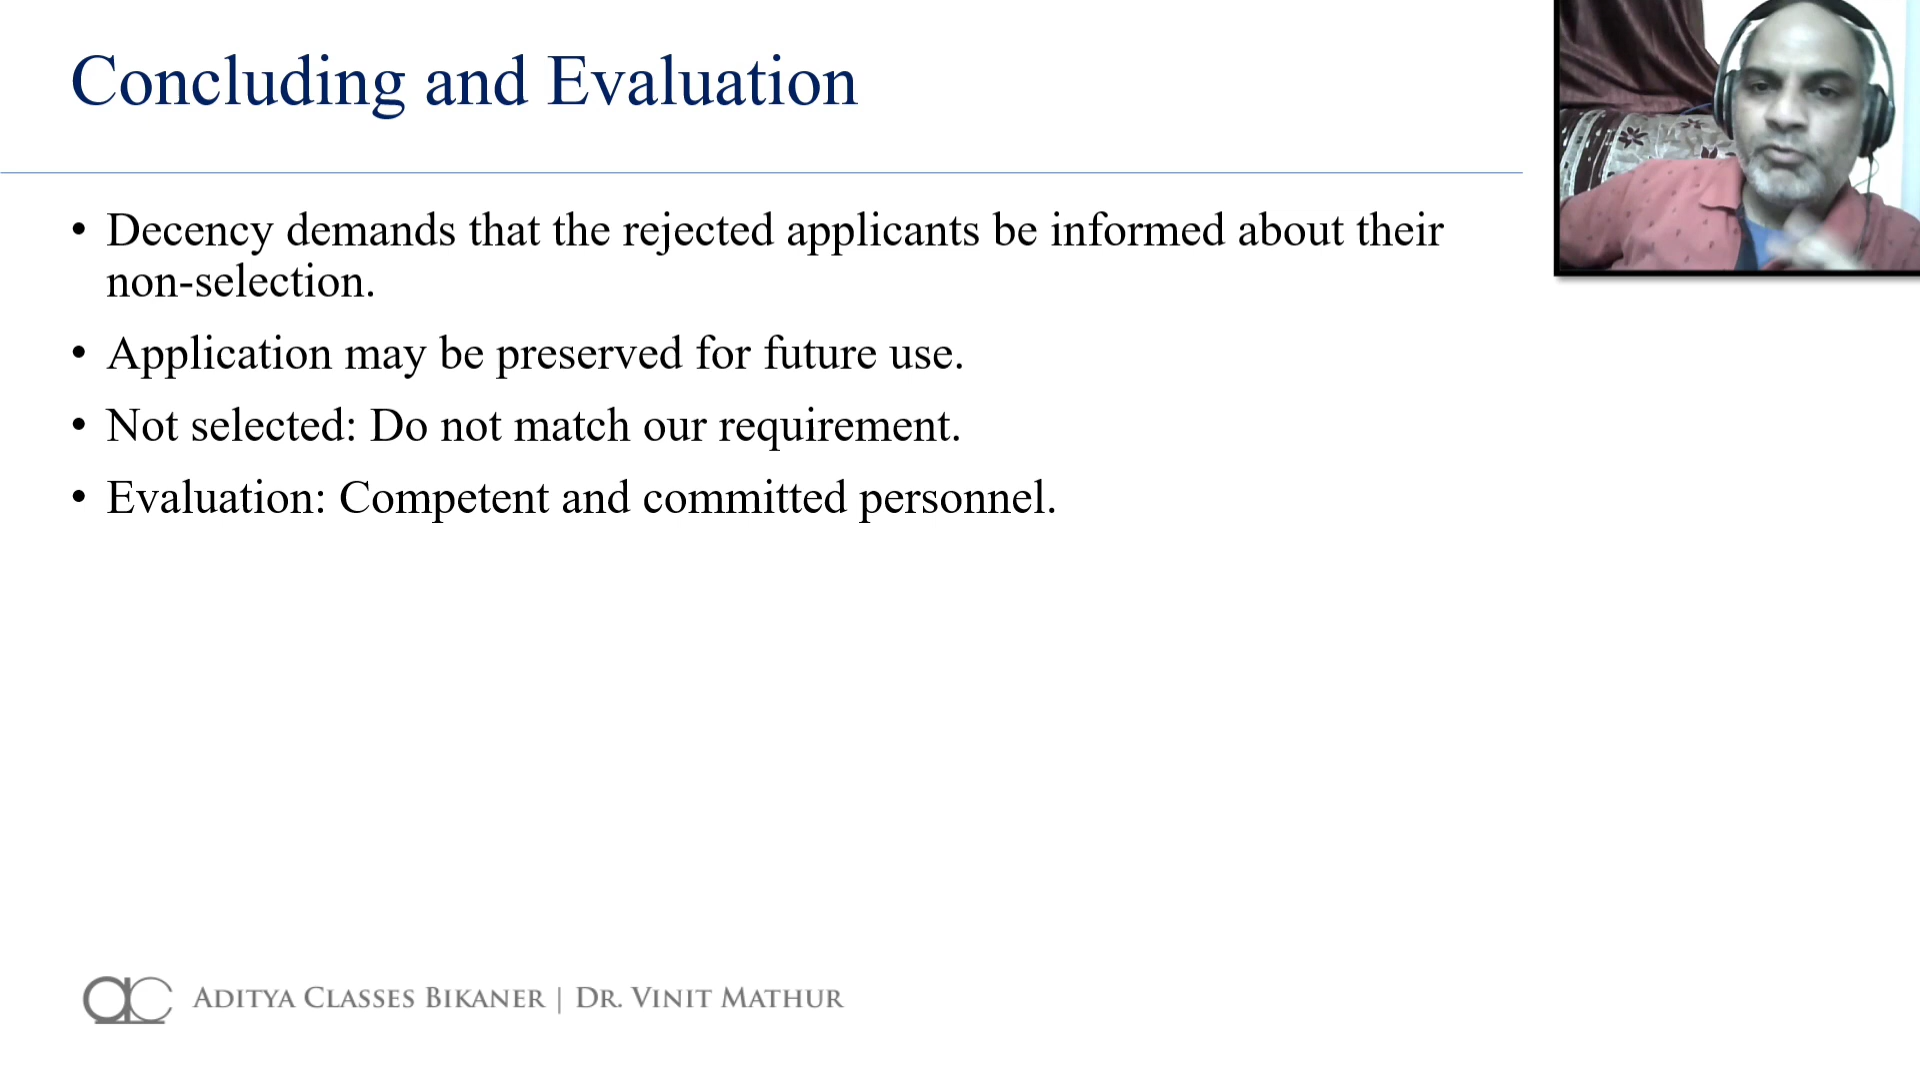 Concluding and Evaluation
• Decency demands that the rejected applicants be informed about their
non-selection.
• Application may be preserved for future use.
• Not selected: Do not match our requirement.
• Evaluation: Competent and committed personnel.
ac ADITYA CLASSES BIKANER | DR. VINIT MATHUR